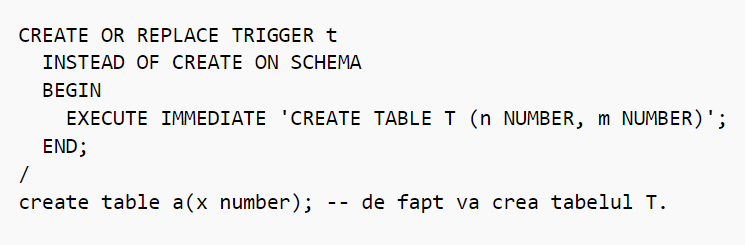 CREATE OR REPLACE TRIGGER t
  INSTEAD OF CREATE ON SCHEMA
  BEGIN
    EXECUTE IMMEDIATE 'CREATE TABLE T (n NUMBER, m NUMBER)';
  END;
/
create table a(x number); -- de fapt va crea tabelul T.